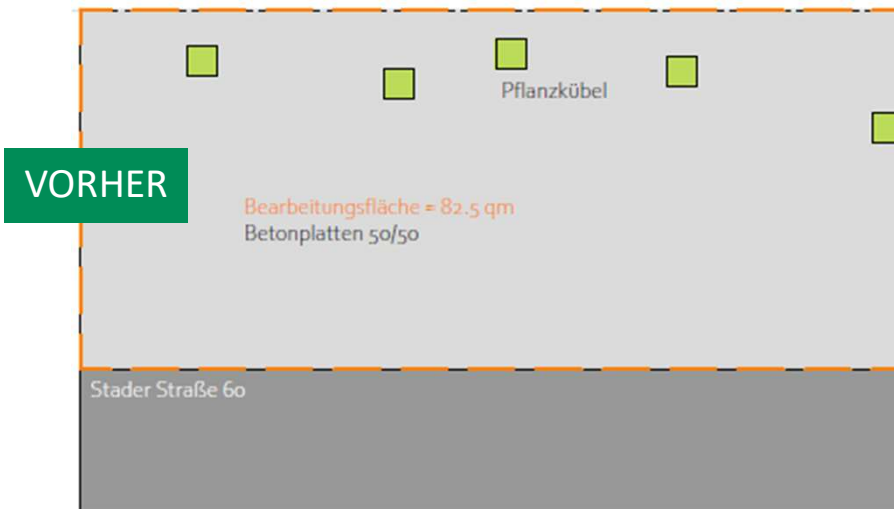 Pflanzkübel
VORHER
Bearbeitungsfläche = 82.5 qm
Betonplatten 50/50
Stader Straße 60